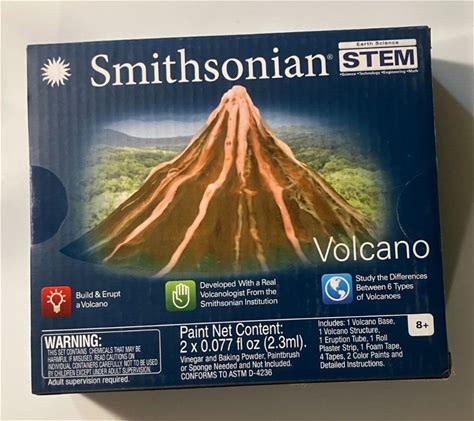 Smithsonian®
Earth Science
STEM
•Science •Technology •Engineering •Math
Volcano
Build & Erupt
a Volcano
Developed With a Real
Volcanologist From the
Smithsonian Institution
Study the Differences
Between 6 Types
of Volcanoes
WARNING:
THIS SET CONTAINS CHEMICALS THAT MAY BE
HARMFUL IF MISUSED. READ CAUTIONS ON
INDIVIDUAL CONTAINERS CAREFULLY. NOT TO BE USED
BY CHILDREN EXCEPT UNDER ADULT SUPERVISION.
Adult supervision required.
Paint Net Content:
2 x 0.077 fl oz (2.3ml).
Vinegar and Baking Powder, Paintbrush
or Sponge Needed and Not Included.
CONFORMS TO ASTM D-4236
Includes: 1 Volcano Base,
1 Volcano Structure,
1 Eruption Tube, 1 Roll
Plaster Strip, 1 Foam Tape,
4 Tapes, 2 Color Paints and
Detailed Instructions.
8+